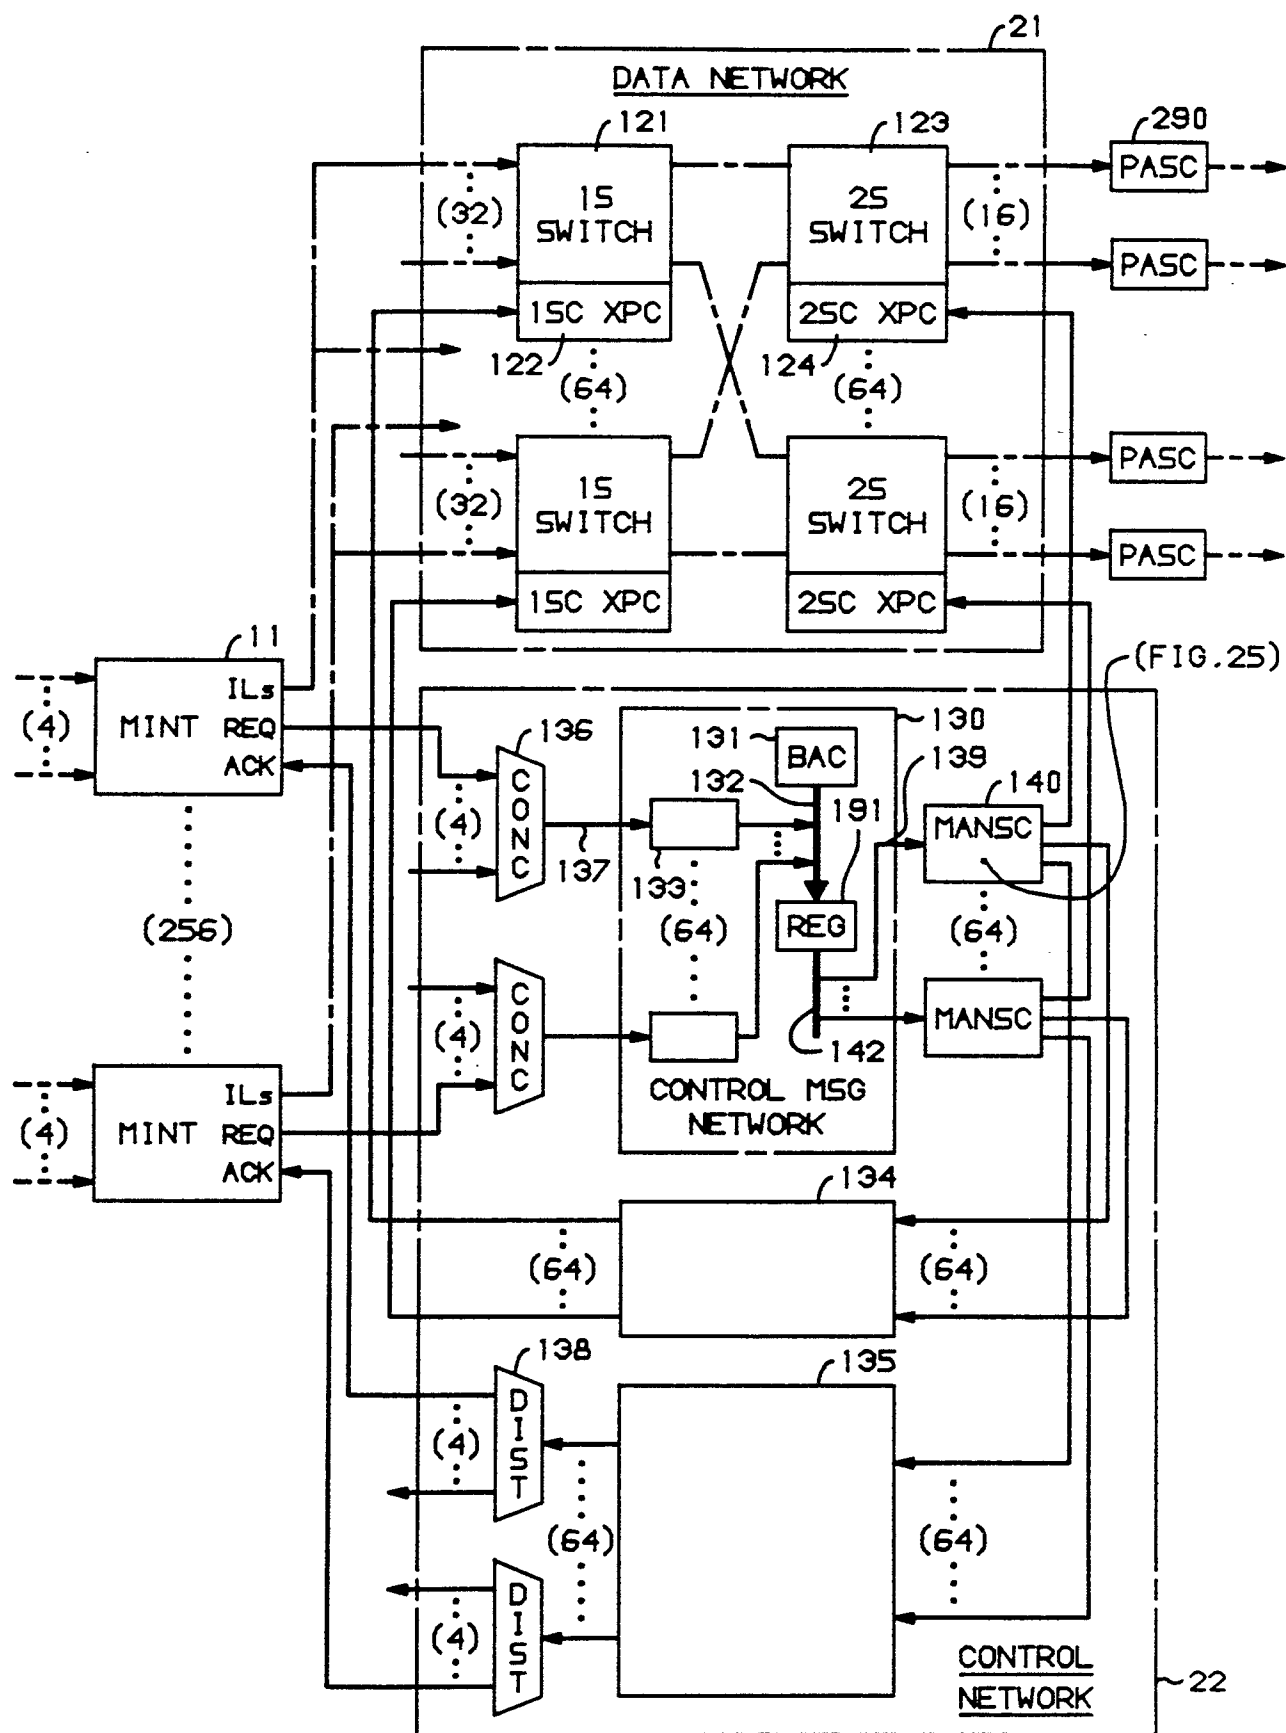 21
DATA NETWORK
121
123
290
1S
SWITCH
2S
SWITCH
PASC
(32)
(16)
PASC
1SC XPC
2SC XPC
122
124
(64)
(64)
1S
SWITCH
2S
SWITCH
PASC
(32)
(16)
PASC
1SC XPC
2SC XPC
11
(FIG.25)
MINT
ILs
REQ
ACK
(4)
136
CONC
(4)
137
133
130
131
BAC
132
139
191
REG
140
MANSC
(256)
(64)
(64)
CONC
(4)
MANSC
142
CONTROL MSG
NETWORK
MINT
ILs
REQ
ACK
(4)
134
(64)
(64)
138
DIST
(4)
135
(64)
(64)
DIST
(4)
CONTROL
NETWORK
22